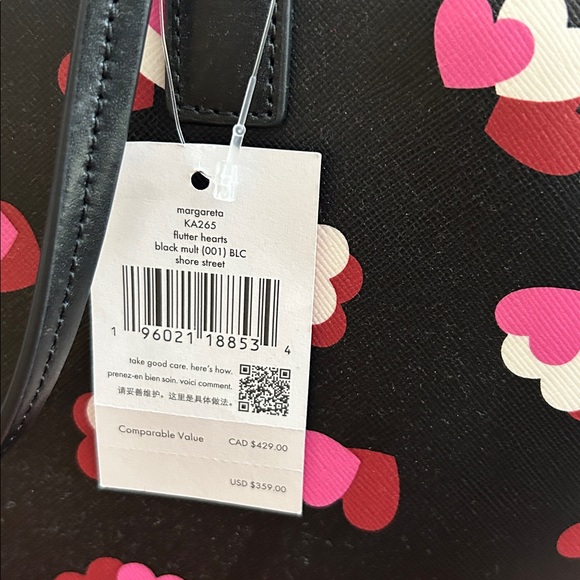 margareta
KA265
flutter hearts
black mult (001) BLC
shore street
1 96021 18853 4
take good care. here's how.
prenez-en bien soin. voici comment.
请妥善维护。这里是具体做法。
Comparable Value CAD $429.00
USD $359.00